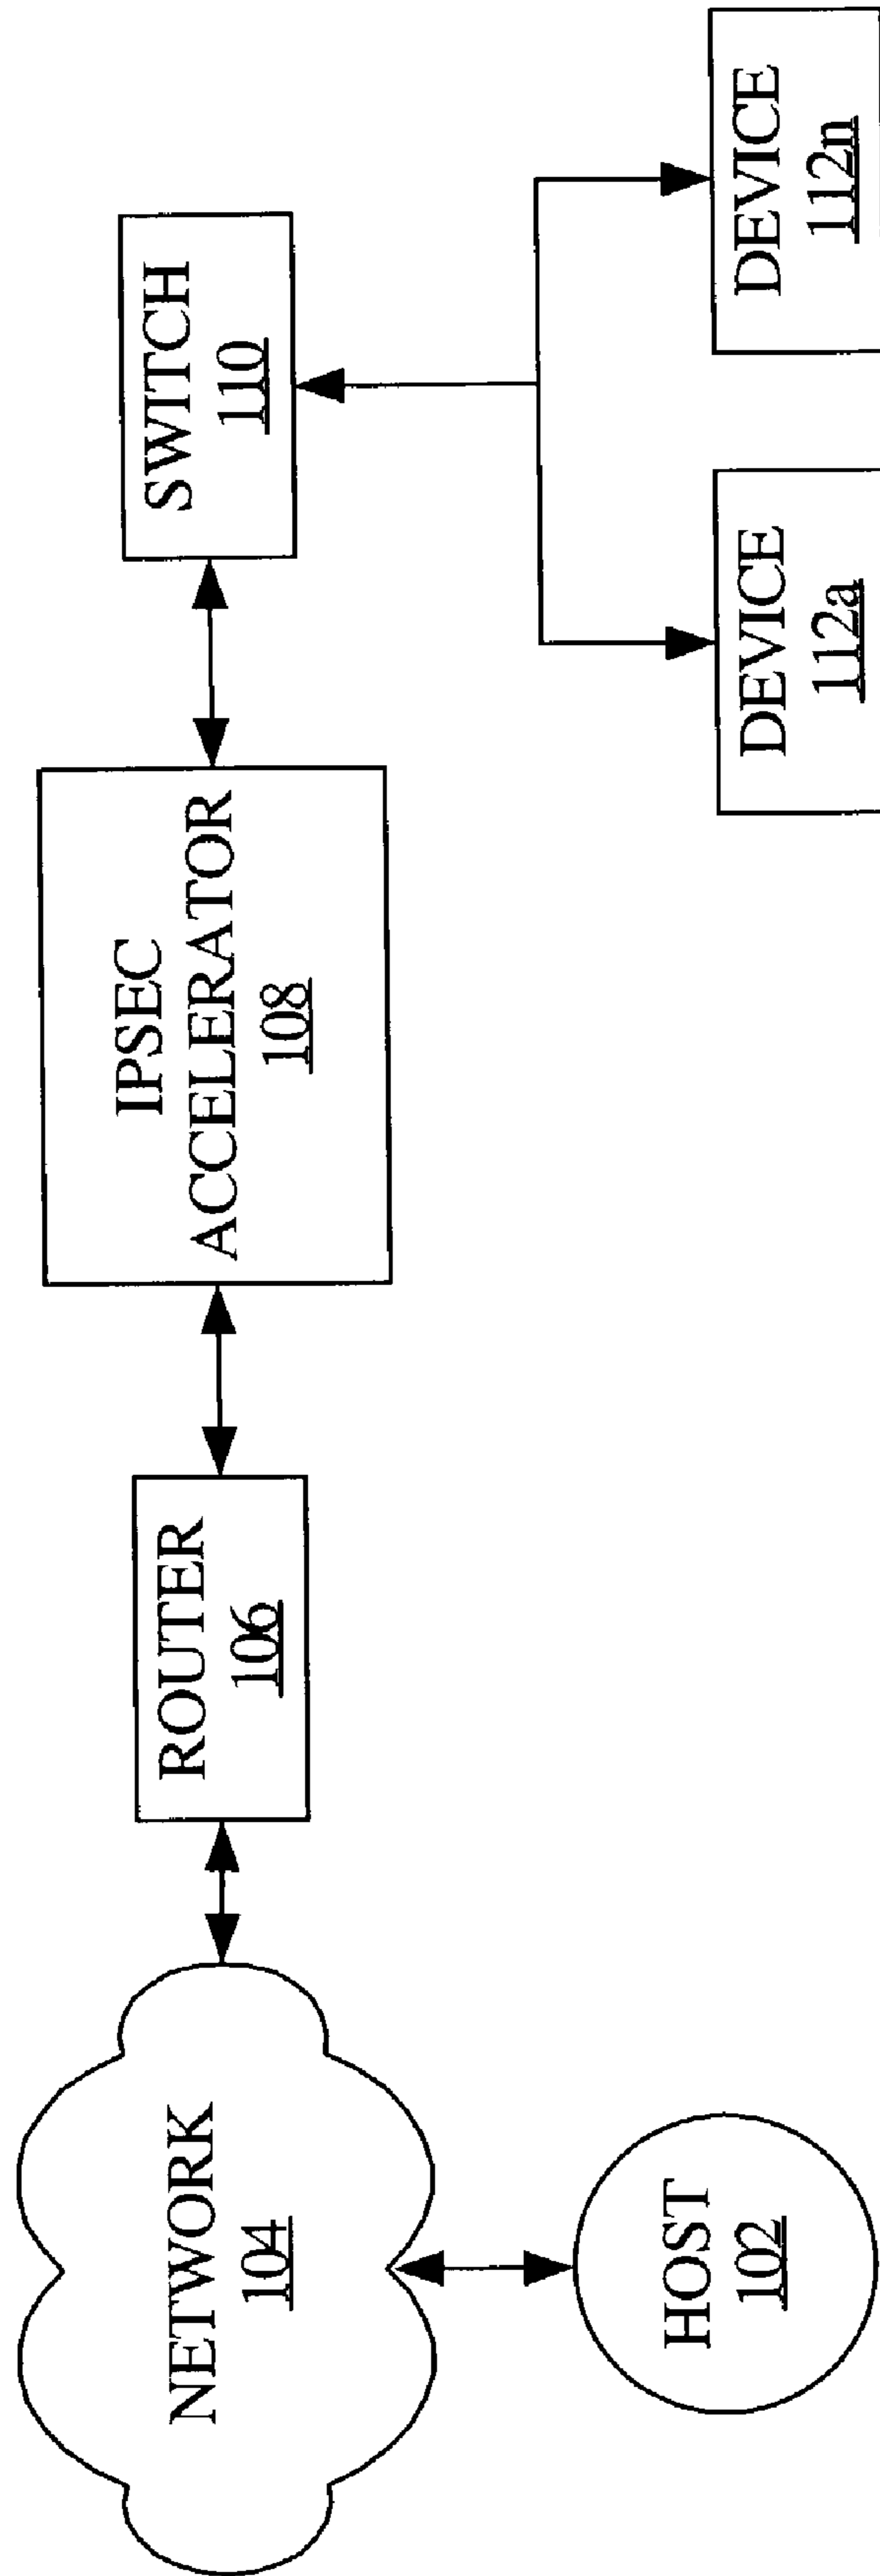 NETWORK
104
HOST
102
ROUTER
106
IPSEC
ACCELERATOR
108
SWITCH
110
DEVICE
112a
DEVICE
112n